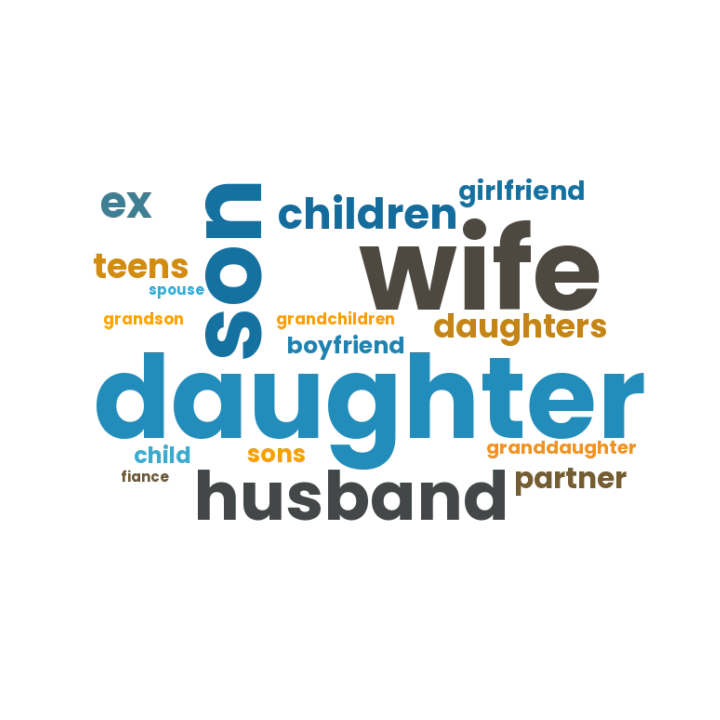 ex
son
children
girlfriend
wife
teens
spouse
grandson
grandchildren
daughters
boyfriend
daughter
child
sons
granddaughter
fiance
husband
partner